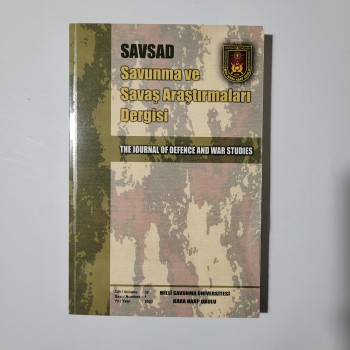 SAVSAD
Savunma ve
Savaş Araştırmaları
Dergisi
THE JOURNAL OF DEFENCE AND WAR STUDIES
MİLLİ SAVUNMA ÜNİVERSİTESİ
KARA HARP OKULU